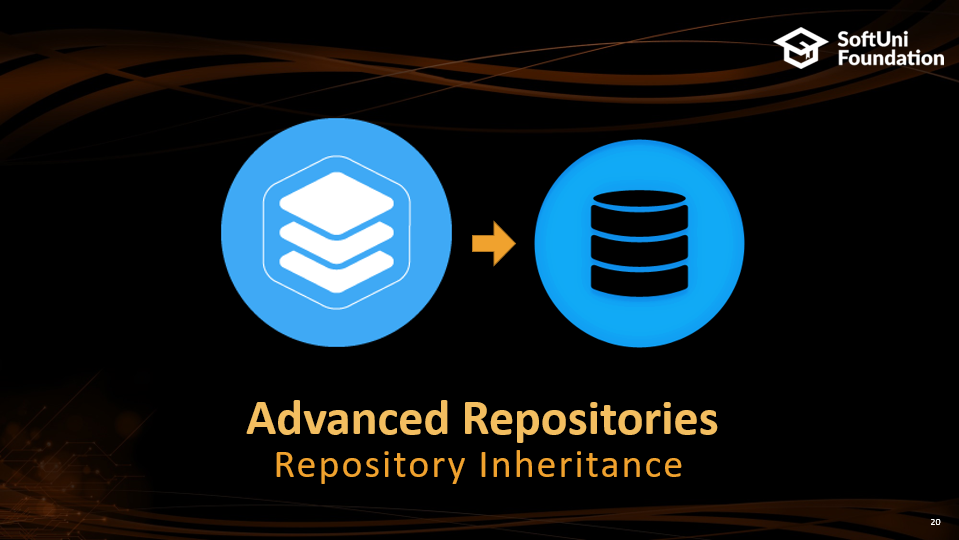 SoftUni
Foundation
Advanced Repositories
Repository Inheritance
20